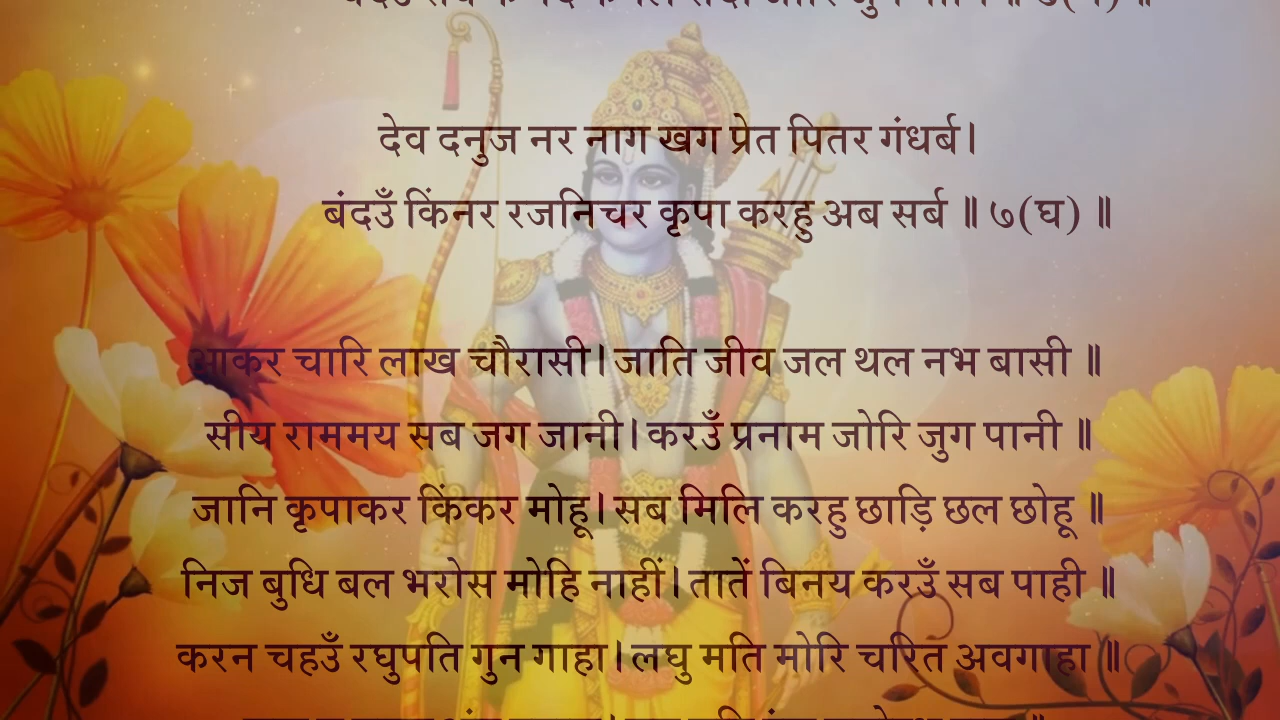 देव दनुज नर नाग खग प्रेत पितर गंधर्ब।
बंदउँ किंनर रजनिचर कृपा करहु अब सर्ब ॥ ७(घ) ॥
आकर चारि लाख चौरासी। जाति जीव जल थल नभ बासी ॥
सीय राममय सब जग जानी। करउँ प्रनाम जोरि जुग पानी ॥
जानि कृपाकर किंकर मोहू। सब मिलि करहु छाड़ि छल छोहू ॥
निज बुधि बल भरोस मोहि नाहीं। तातें बिनय करउँ सब पाही ॥
करन चहउँ रघुपति गुन गाहा। लघु मति मोरि चरित अवगाहा ॥